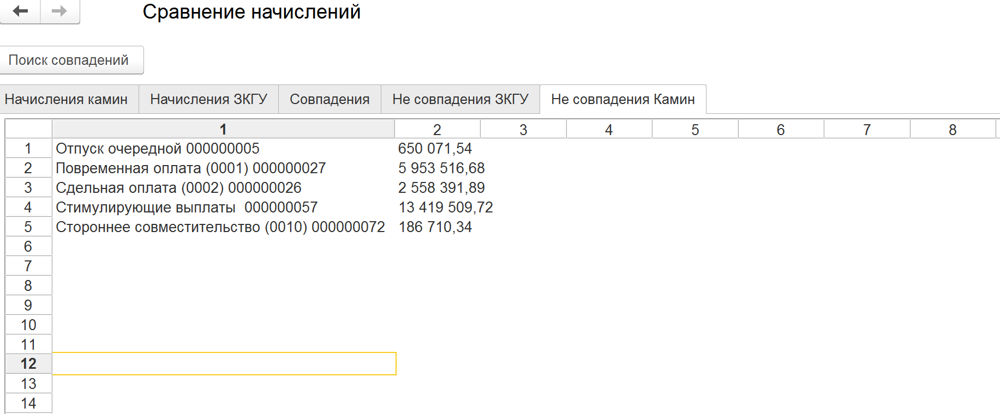 Сравнение начислений
Поиск совпадений
Начисления камин Начисления ЗКГУ Совпадения Не совпадения ЗКГУ Не совпадения Камин
1 2 3 4 5 6 7 8
1 Отпуск очередной 000000005 650 071,54
2 Повременная оплата (0001) 000000027 5 953 516,68
3 Сдельная оплата (0002) 000000026 2 558 391,89
4 Стимулирующие выплаты  000000057 13 419 509,72
5 Стороннее совместительство (0010) 000000072 186 710,34
6
7
8
9
10
11
12
13
14